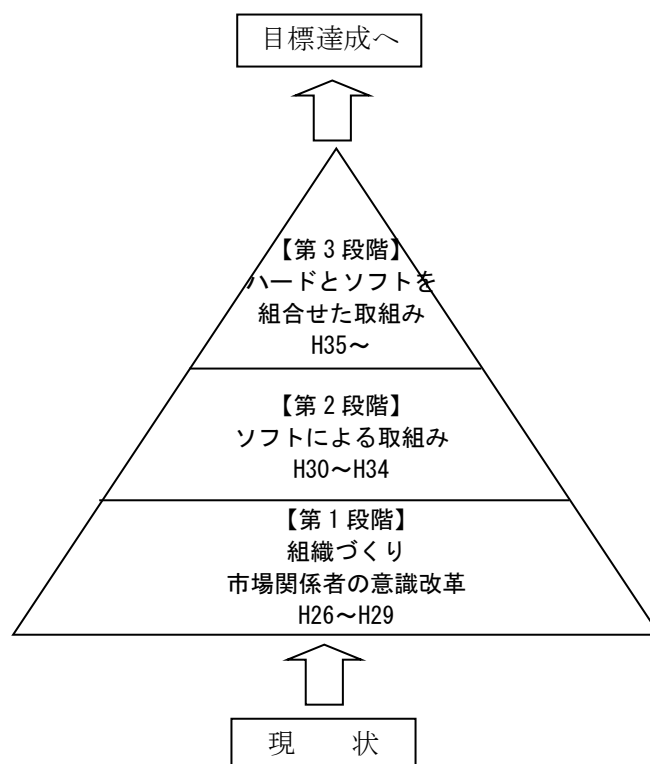 目標達成へ
【第３段階】
ハードとソフトを
組合せた取組み
H35～
【第２段階】
ソフトによる取組み
H30～H34
【第１段階】
組織づくり
市場関係者の意識改革
H26～H29
現　　状